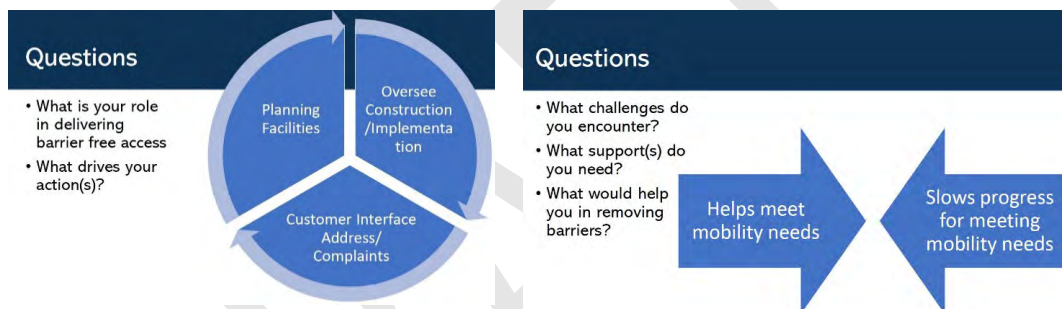 Questions
• What is your role
in delivering
barrier free access
• What drives your
action(s)?
Planning
Facilities
Oversee
Construction
/Implementa
tion
Customer Interface
Address/
Complaints
Questions
• What challenges do
you encounter?
• What support(s) do
you need?
• What would help
you in removing
barriers?
Helps meet
mobility needs
Slows progress
for meeting
mobility needs